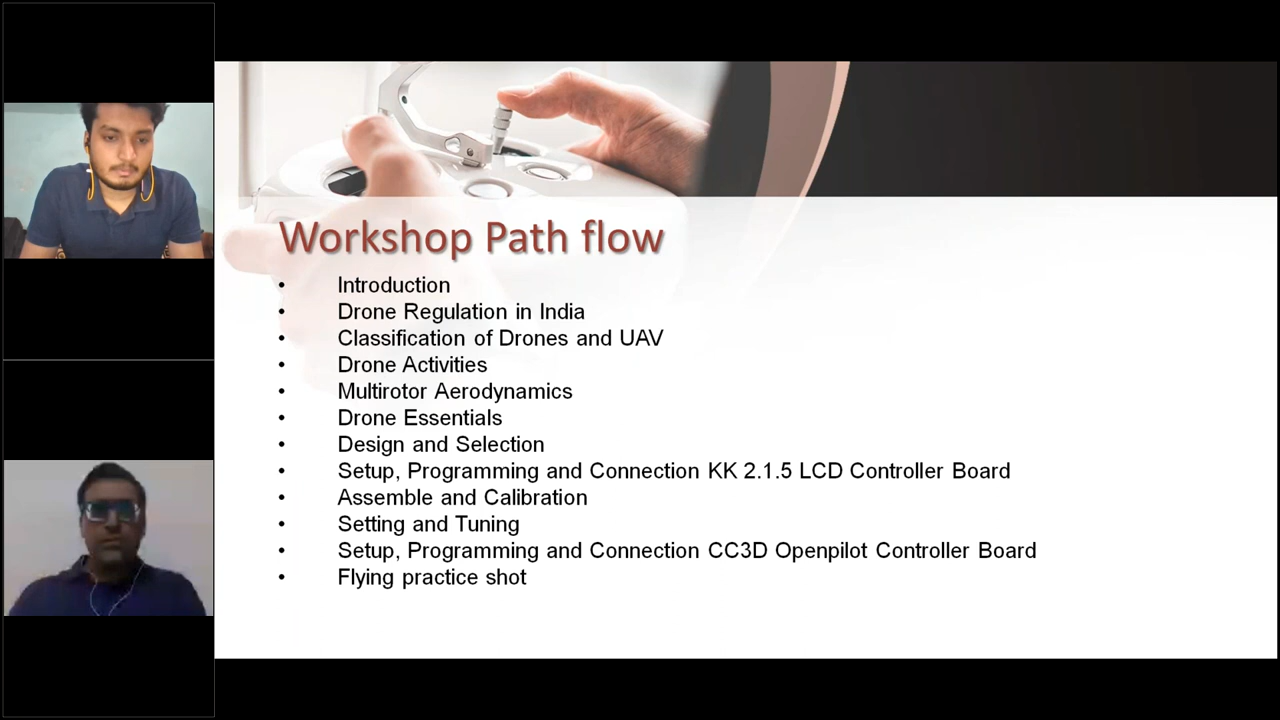 Workshop Path flow
• Introduction
• Drone Regulation in India
• Classification of Drones and UAV
• Drone Activities
• Multirotor Aerodynamics
• Drone Essentials
• Design and Selection
• Setup, Programming and Connection KK 2.1.5 LCD Controller Board
• Assemble and Calibration
• Setting and Tuning
• Setup, Programming and Connection CC3D Openpilot Controller Board
• Flying practice shot